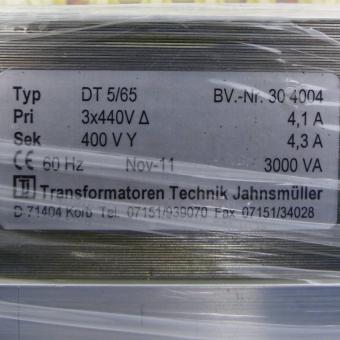 Typ DT 5/65 BV.-Nr. 30 4004
Pri 3x440V Δ 4,1 A
Sek 400 V Y 4,3 A
CE 60 Hz Nov-11 3000 VA
Transformatoren Technik Jahnsmüller
D-71404 Korb Tel. 07151/939070 Fax 07151/34028